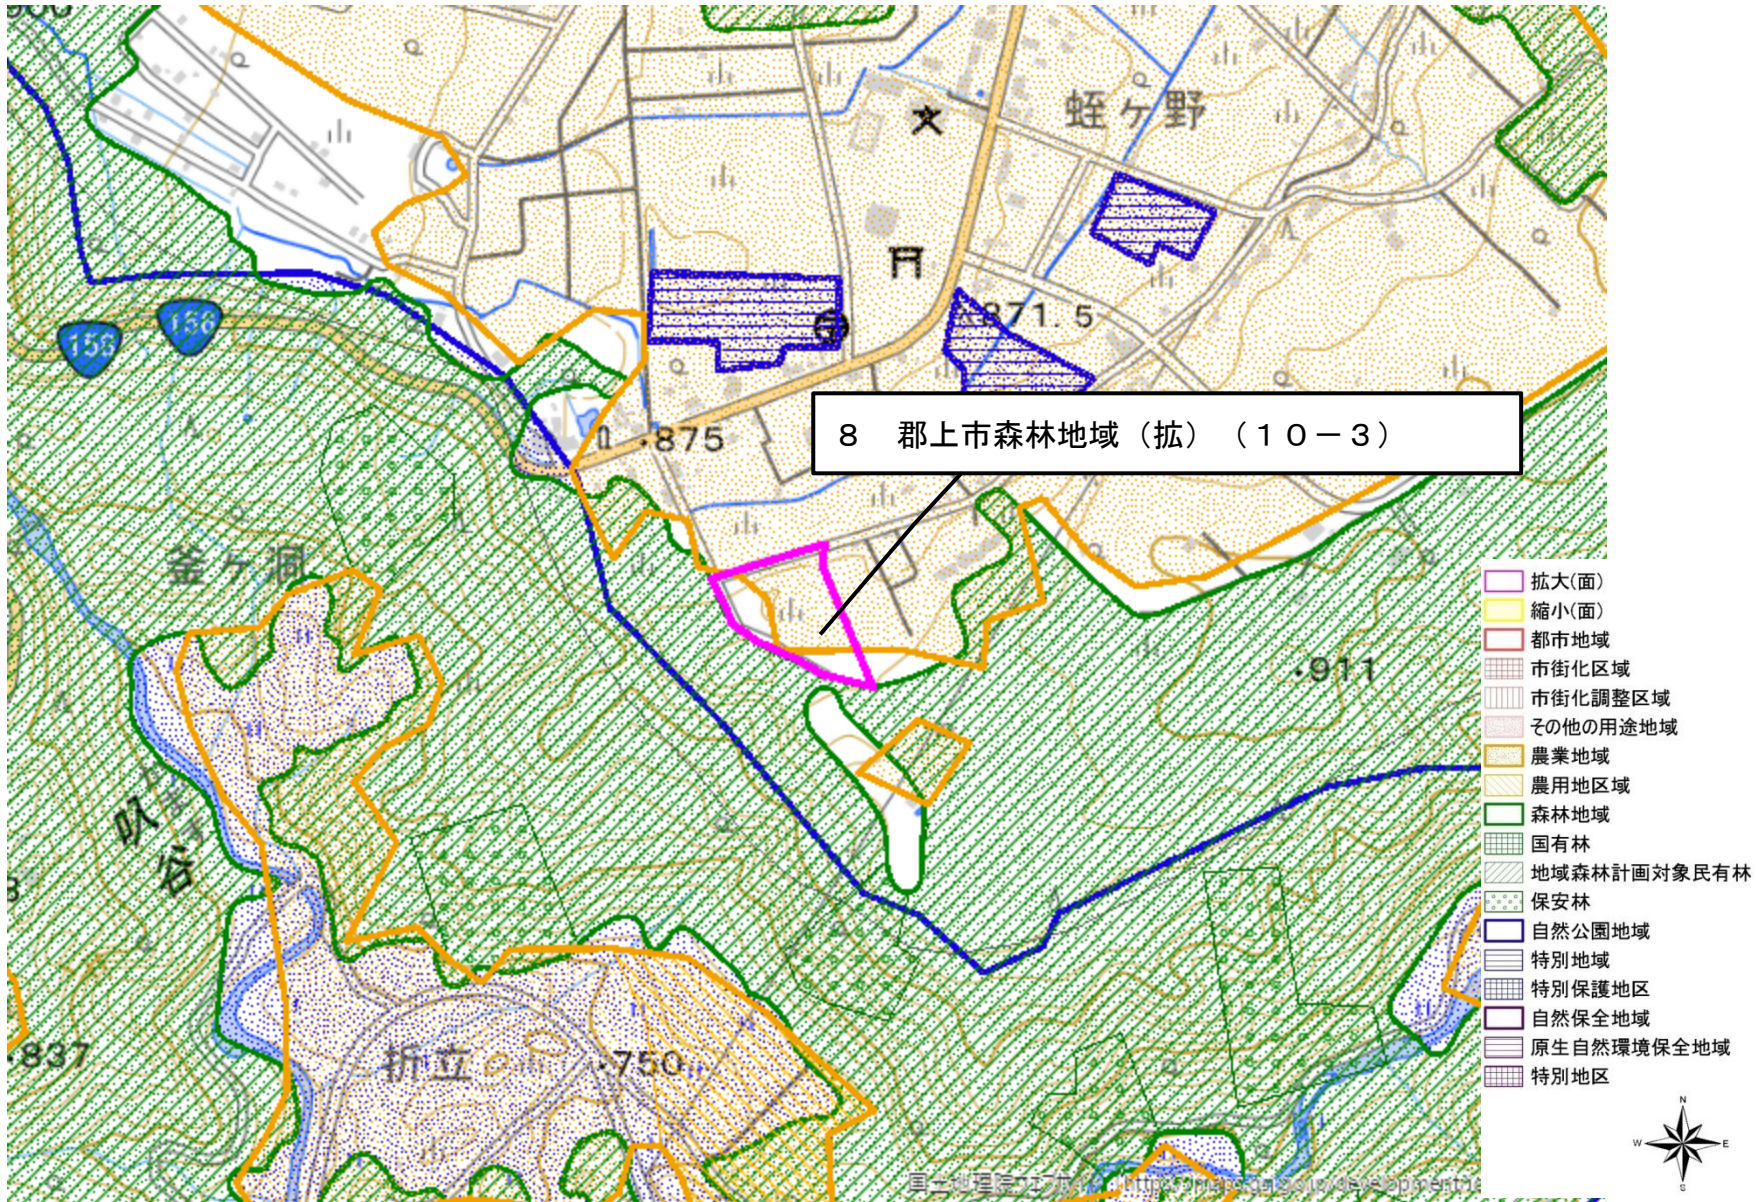 蛭ヶ野
156
156
871.5
875
8 郡上市森林地域（拡）（１０－３）
釜ヶ洞
911
叺谷
837
折立
750
拡大(面)
縮小(面)
都市地域
市街化区域
市街化調整区域
その他の用途地域
農業地域
農用地区域
森林地域
国有林
地域森林計画対象民有林
保安林
自然公園地域
特別地域
特別保護地区
自然保全地域
原生自然環境保全地域
特別地区
N
W
E
S